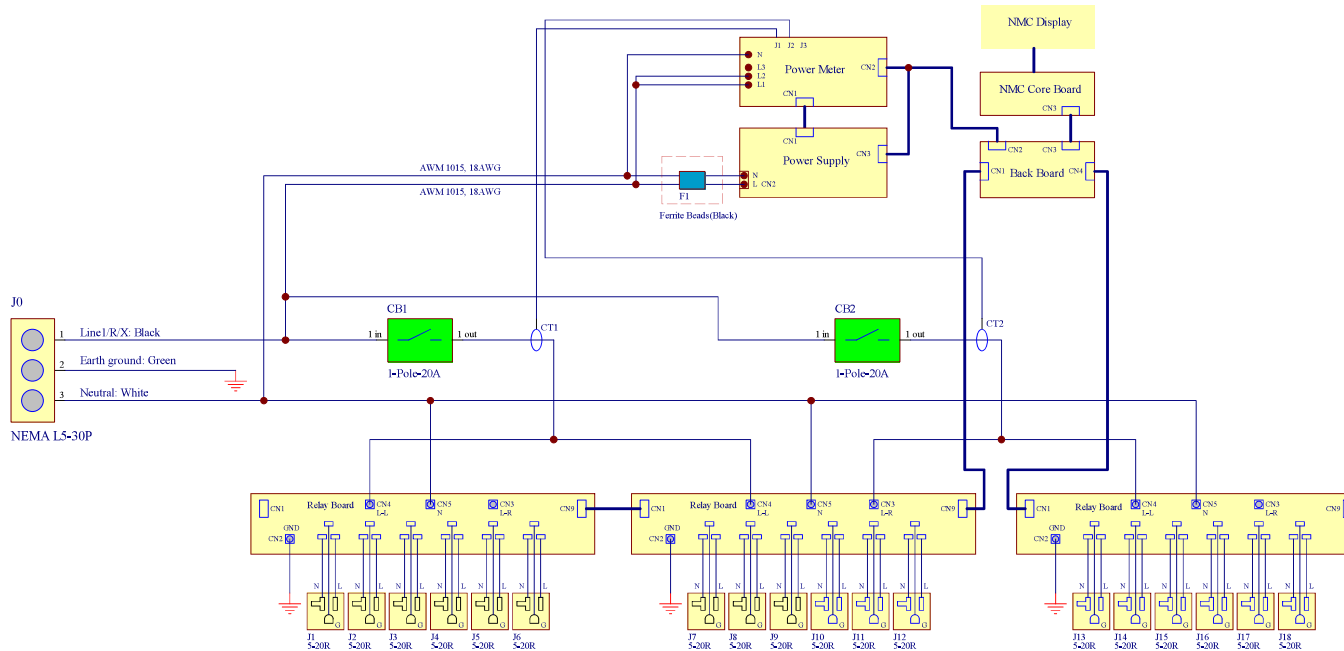 NMC Display
J1 J2 J3
N
L3
L2
L1
Power Meter
CN2
CN1
NMC Core Board
CN3
CN1
Power Supply
CN3
CN2
CN3
CN1
Back Board
CN4
AWM 1015, 18AWG
AWM 1015, 18AWG
N
L
CN2
F1
Ferrite Beads(Black)
J0
1
Line1/R/X: Black
2
Earth ground: Green
3
Neutral: White
NEMA L5-30P
CB1
1 in
1 out
1-Pole-20A
CT1
CB2
1 in
1 out
1-Pole-20A
CT2
CN1
Relay Board
CN4
L-L
CN5
N
CN3
L-R
CN9
GND
CN2
CN1
Relay Board
CN4
L-L
CN5
N
CN3
L-R
CN9
GND
CN2
CN1
Relay Board
CN4
L-L
CN5
N
CN3
L-R
CN9
GND
CN2
N L N L N L N L N L N L
G G G G G G
J1 J2 J3 J4 J5 J6
5-20R 5-20R 5-20R 5-20R 5-20R 5-20R
N L N L N L N L N L N L
G G G G G G
J7 J8 J9 J10 J11 J12
5-20R 5-20R 5-20R 5-20R 5-20R 5-20R
N L N L N L N L N L N L
G G G G G G
J13 J14 J15 J16 J17 J18
5-20R 5-20R 5-20R 5-20R 5-20R 5-20R